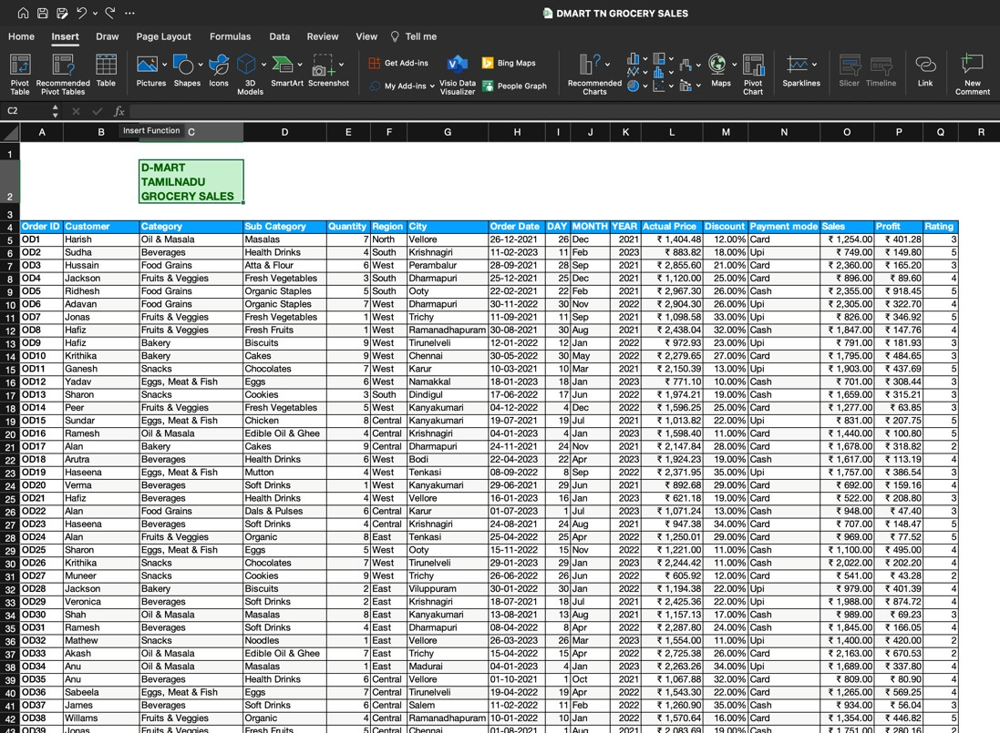 DMART TN GROCERY SALES
Home Insert Draw Page Layout Formulas Data Review View Tell me
Pivot Table Recommended Pivot Tables Table Pictures Shapes Icons 3D Models SmartArt Screenshot Get Add-ins My Add-ins Visio Data Visualizer Bing Maps People Graph Recommended Charts Maps Pivot Chart Sparklines Slicer Timeline Link New Comment
C2 fx
Insert Function
A B C D E F G H I J K L M N O P Q R
1
2 D-MART
TAMILNADU
GROCERY SALES
3
4 Order ID Customer Category Sub Category Quantity Region City Order Date DAY MONTH YEAR Actual Price Discount Payment mode Sales Profit Rating
5 OD1 Harish Oil & Masala Masalas 7 North Vellore 26-12-2021 26 Dec 2021 ₹ 1,404.48 12.00% Card ₹ 1,254.00 ₹ 401.28 3
6 OD2 Sudha Beverages Health Drinks 4 South Krishnagiri 11-02-2023 11 Feb 2023 ₹ 883.82 18.00% Upi ₹ 749.00 ₹ 149.80 5
7 OD3 Hussain Food Grains Atta & Flour 6 West Perambalur 28-09-2021 28 Sep 2021 ₹ 2,855.60 21.00% Card ₹ 2,360.00 ₹ 165.20 3
8 OD4 Jackson Fruits & Veggies Fresh Vegetables 3 South Dharmapuri 25-12-2021 25 Dec 2021 ₹ 1,120.00 25.00% Card ₹ 896.00 ₹ 89.60 4
9 OD5 Ridhesh Food Grains Organic Staples 5 South Ooty 22-02-2021 22 Feb 2021 ₹ 2,967.30 26.00% Cash ₹ 2,355.00 ₹ 918.45 5
10 OD6 Adavan Food Grains Organic Staples 7 West Dharmapuri 30-11-2022 30 Nov 2022 ₹ 2,904.30 26.00% Upi ₹ 2,305.00 ₹ 322.70 4
11 OD7 Jonas Fruits & Veggies Fresh Vegetables 1 West Trichy 11-09-2021 11 Sep 2021 ₹ 1,098.58 33.00% Upi ₹ 826.00 ₹ 346.92 5
12 OD8 Hafiz Fruits & Veggies Fresh Fruits 1 West Ramanadhapuram 30-08-2021 30 Aug 2021 ₹ 2,438.04 32.00% Cash ₹ 1,847.00 ₹ 147.76 4
13 OD9 Hafiz Bakery Biscuits 9 West Tirunelveli 12-01-2022 12 Jan 2022 ₹ 972.93 23.00% Upi ₹ 791.00 ₹ 181.93 3
14 OD10 Krithika Bakery Cakes 9 West Chennai 30-05-2022 30 May 2022 ₹ 2,279.65 27.00% Card ₹ 1,795.00 ₹ 484.65 3
15 OD11 Ganesh Snacks Chocolates 7 West Karur 10-03-2021 10 Mar 2021 ₹ 2,150.39 13.00% Upi ₹ 1,903.00 ₹ 437.69 5
16 OD12 Yadav Eggs, Meat & Fish Eggs 6 West Namakkal 18-01-2023 18 Jan 2023 ₹ 771.10 10.00% Cash ₹ 701.00 ₹ 308.44 3
17 OD13 Sharon Snacks Cookies 3 South Dindigul 17-06-2022 17 Jun 2022 ₹ 1,974.21 19.00% Cash ₹ 1,659.00 ₹ 315.21 3
18 OD14 Peer Fruits & Veggies Fresh Vegetables 5 West Kanyakumari 04-12-2022 4 Dec 2022 ₹ 1,596.25 25.00% Card ₹ 1,277.00 ₹ 63.85 3
19 OD15 Sundar Eggs, Meat & Fish Chicken 8 Central Kanyakumari 19-07-2021 19 Jul 2021 ₹ 1,013.82 22.00% Upi ₹ 831.00 ₹ 207.75 5
20 OD16 Ramesh Oil & Masala Edible Oil & Ghee 4 Central Krishnagiri 04-01-2023 4 Jan 2023 ₹ 1,598.40 11.00% Card ₹ 1,440.00 ₹ 100.80 5
21 OD17 Alan Bakery Cakes 9 Central Dharmapuri 24-11-2021 24 Nov 2021 ₹ 2,147.84 28.00% Card ₹ 1,678.00 ₹ 318.82 2
22 OD18 Arutra Beverages Health Drinks 6 West Bodi 22-04-2023 22 Apr 2023 ₹ 1,924.23 19.00% Cash ₹ 1,617.00 ₹ 113.19 4
23 OD19 Haseena Eggs, Meat & Fish Mutton 4 West Tenkasi 08-09-2022 8 Sep 2022 ₹ 2,371.95 35.00% Upi ₹ 1,757.00 ₹ 386.54 3
24 OD20 Verma Beverages Soft Drinks 1 West Kanyakumari 29-06-2021 29 Jun 2021 ₹ 892.68 29.00% Card ₹ 692.00 ₹ 159.16 4
25 OD21 Hafiz Beverages Health Drinks 4 West Vellore 16-01-2023 16 Jan 2023 ₹ 621.18 19.00% Card ₹ 522.00 ₹ 208.80 3
26 OD22 Alan Food Grains Dals & Pulses 6 Central Karur 01-07-2023 1 Jul 2023 ₹ 1,071.24 13.00% Cash ₹ 948.00 ₹ 47.40 3
27 OD23 Haseena Beverages Soft Drinks 4 Central Krishnagiri 24-08-2021 24 Aug 2021 ₹ 947.38 34.00% Card ₹ 707.00 ₹ 148.47 5
28 OD24 Alan Fruits & Veggies Organic 8 East Tenkasi 25-04-2022 25 Apr 2022 ₹ 1,250.01 29.00% Card ₹ 969.00 ₹ 77.52 5
29 OD25 Sharon Eggs, Meat & Fish Eggs 5 West Ooty 15-11-2022 15 Nov 2022 ₹ 1,221.00 11.00% Cash ₹ 1,100.00 ₹ 495.00 4
30 OD26 Krithika Snacks Chocolates 7 West Tirunelveli 29-01-2023 29 Jan 2023 ₹ 2,244.42 11.00% Cash ₹ 2,022.00 ₹ 202.20 4
31 OD27 Muneer Snacks Cookies 9 West Trichy 26-06-2022 26 Jun 2022 ₹ 605.92 12.00% Card ₹ 541.00 ₹ 43.28 2
32 OD28 Jackson Bakery Biscuits 2 East Viluppuram 30-01-2022 30 Jan 2022 ₹ 1,194.38 22.00% Upi ₹ 979.00 ₹ 401.39 4
33 OD29 Veronica Beverages Soft Drinks 2 East Krishnagiri 18-07-2021 18 Jul 2021 ₹ 2,425.36 22.00% Upi ₹ 1,988.00 ₹ 874.72 4
34 OD30 Shah Oil & Masala Masalas 8 East Kanyakumari 13-08-2021 13 Aug 2021 ₹ 1,157.13 17.00% Cash ₹ 989.00 ₹ 69.23 3
35 OD31 Ramesh Beverages Soft Drinks 4 East Dharmapuri 08-04-2022 8 Apr 2022 ₹ 2,287.80 24.00% Cash ₹ 1,845.00 ₹ 166.05 4
36 OD32 Mathew Snacks Noodles 1 East Vellore 26-03-2023 26 Mar 2023 ₹ 1,554.00 11.00% Upi ₹ 1,400.00 ₹ 420.00 2
37 OD33 Akash Oil & Masala Edible Oil & Ghee 7 East Trichy 15-04-2022 15 Apr 2022 ₹ 2,725.38 26.00% Card ₹ 2,163.00 ₹ 670.53 2
38 OD34 Anu Oil & Masala Masalas 1 East Madurai 04-01-2023 4 Jan 2023 ₹ 2,263.26 34.00% Upi ₹ 1,689.00 ₹ 337.80 4
39 OD35 Anu Beverages Health Drinks 6 Central Vellore 01-10-2021 1 Oct 2021 ₹ 1,067.88 32.00% Card ₹ 809.00 ₹ 80.90 4
40 OD36 Sabeela Eggs, Meat & Fish Eggs 7 Central Tirunelveli 19-04-2022 19 Apr 2022 ₹ 1,543.30 22.00% Card ₹ 1,265.00 ₹ 569.25 4
41 OD37 James Beverages Soft Drinks 6 Central Salem 11-02-2022 11 Feb 2022 ₹ 1,260.90 35.00% Cash ₹ 934.00 ₹ 56.04 3
42 OD38 Willams Fruits & Veggies Organic 4 Central Ramanadhapuram 10-01-2022 10 Jan 2022 ₹ 1,570.64 16.00% Card ₹ 1,354.00 ₹ 446.82 5
43 OD39 Jonas Fruits & Veggies Fresh Fruits 5 Central Chennai 01-08-2021 1 Aug 2021 ₹ 2,083.69 19.00% Cash ₹ 1,751.00 ₹ 280.16